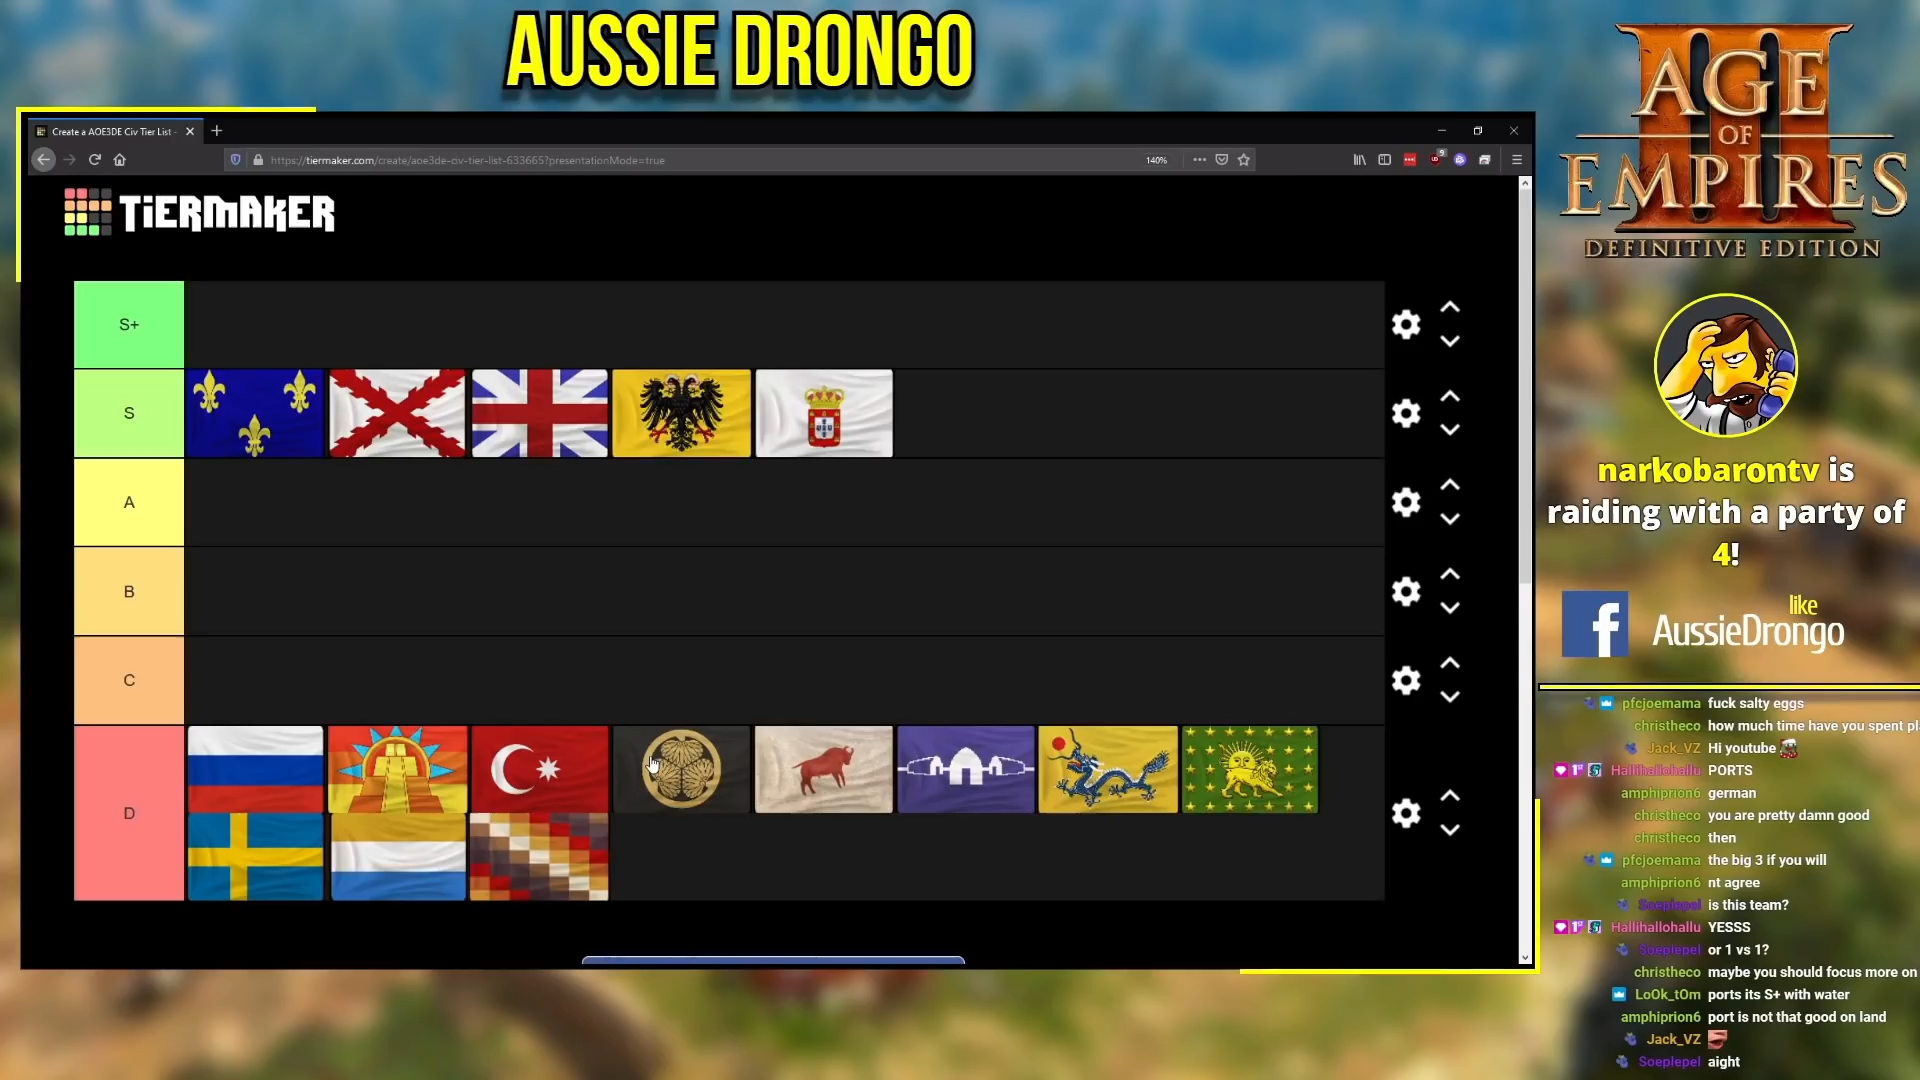 AUSSIE DRONGO
Create a AOE3DE Civ Tier List -
https://tiermaker.com/create/aoe3de-civ-tier-list-633665?presentationMode=true
140%
9
TiERMAKER
S+
S
A
B
C
D
III
AGE
OF
EMPIRES
DEFINITIVE EDITION
narkobarontv is
raiding with a party of
4!
f
like
AussieDrongo
pfcjoemama fuck salty eggs
christheco how much time have you spent pl
Jack_VZ Hi youtube
Hallihallohallu PORTS
amphiprion6 german
christheco you are pretty damn good
christheco then
pfcjoemama the big 3 if you will
amphiprion6 nt agree
Soeplepel is this team?
Hallihallohallu YESSS
Soeplepel or 1 vs 1?
christheco maybe you should focus more on
LoOk_tOm ports its S+ with water
amphiprion6 port is not that good on land
Jack_VZ
Soeplepel aight